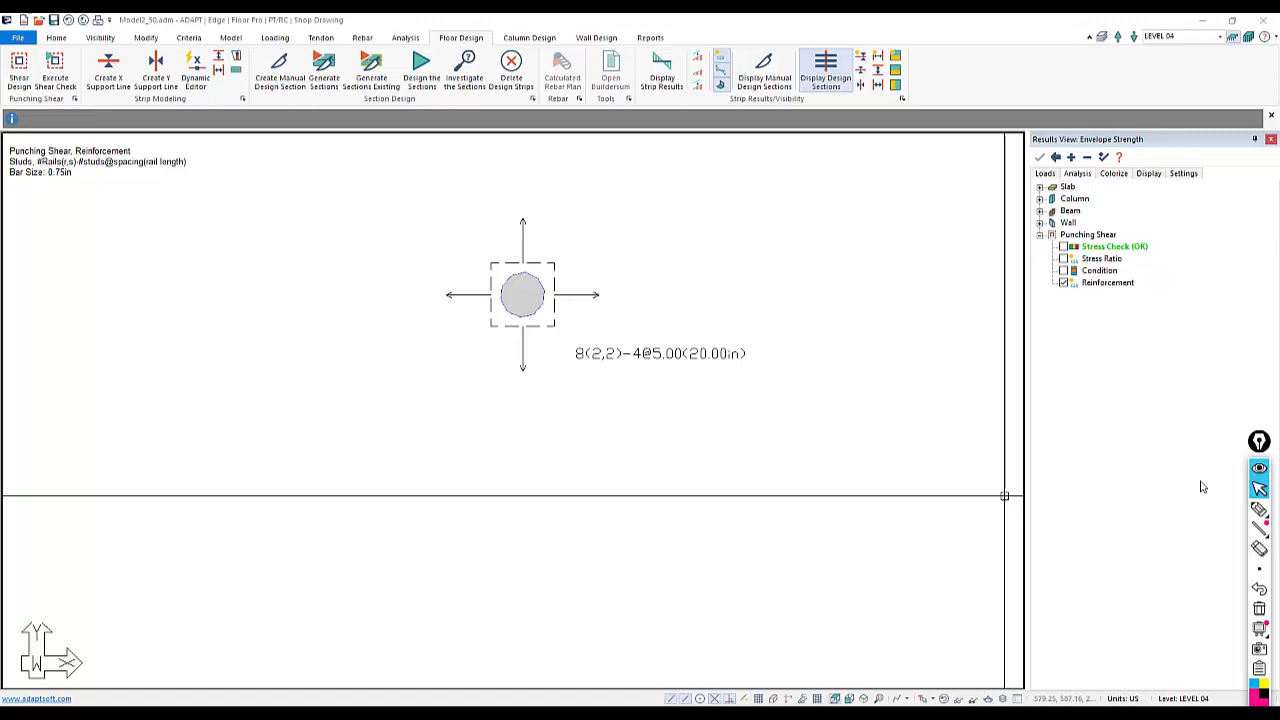 Model2_50.adm - ADAPT | Edge | Floor Pro | PT/RC | Shop Drawing
File Home Visibility Modify Criteria Model Loading Tendon Rebar Analysis Floor Design Column Design Wall Design Reports
LEVEL 04
Shear Design
Execute Shear Check
Create X Support Line
Create Y Support Line
Dynamic Editor
Create Manual Design Section
Generate Sections
Generate Sections Existing
Design the Sections
Investigate the Sections
Delete Design Strips
Calculated Rebar Plan
Open Buildersum
Display Strip Results
Display Manual Design Sections
Display Design Sections
Punching Shear
Strip Modeling
Section Design
Rebar
Tools
Strip Results/Visibility
Punching Shear, Reinforcement
Studs, #Rails(r,s)-#studs@spacing(rail length)
Bar Size: 0.75in
8(2,2)-4@5.00(20.00in)
Y
W X
Results View: Envelope Strength
Loads Analysis Colorize Display Settings
Slab
Column
Beam
Wall
Punching Shear
Stress Check (OK)
Stress Ratio
Condition
Reinforcement
www.adaptsoft.com
579.25, 587.16, 2... Units: US Level: LEVEL 04